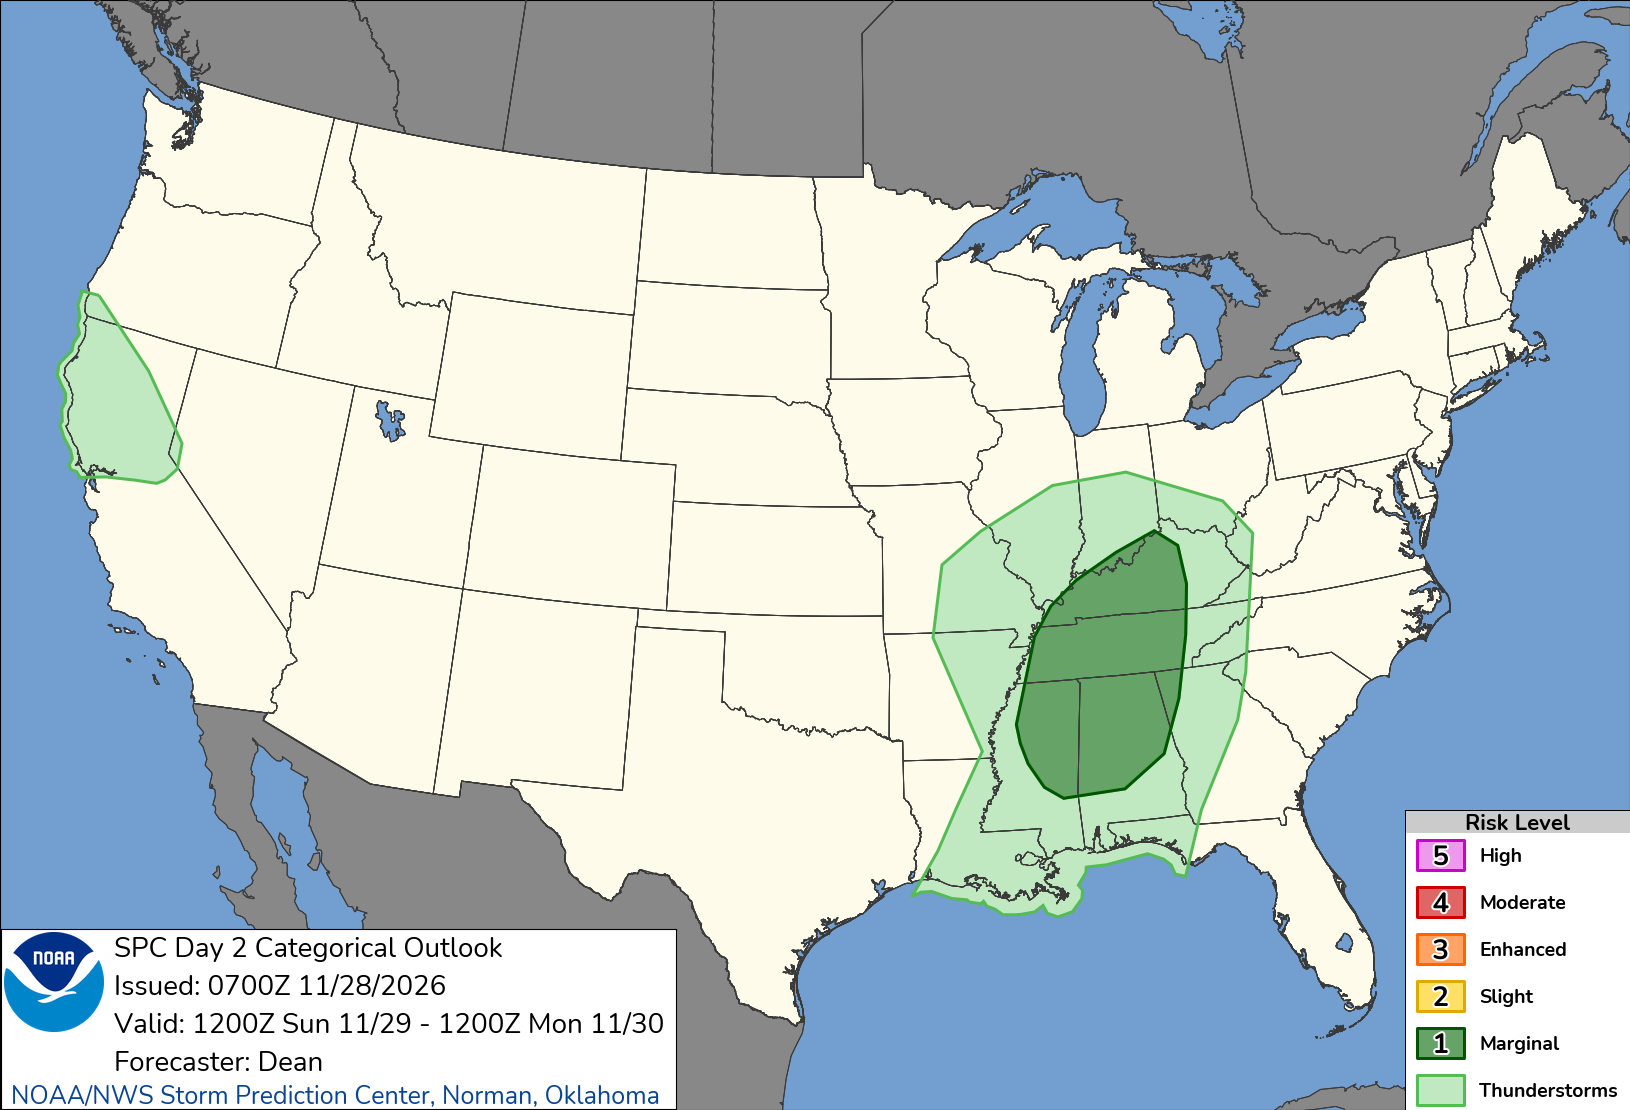 Risk Level
5 High
4 Moderate
3 Enhanced
2 Slight
1 Marginal
Thunderstorms
NOAA
SPC Day 2 Categorical Outlook
Issued: 0700Z 11/28/2026
Valid: 1200Z Sun 11/29 - 1200Z Mon 11/30
Forecaster: Dean
NOAA/NWS Storm Prediction Center, Norman, Oklahoma